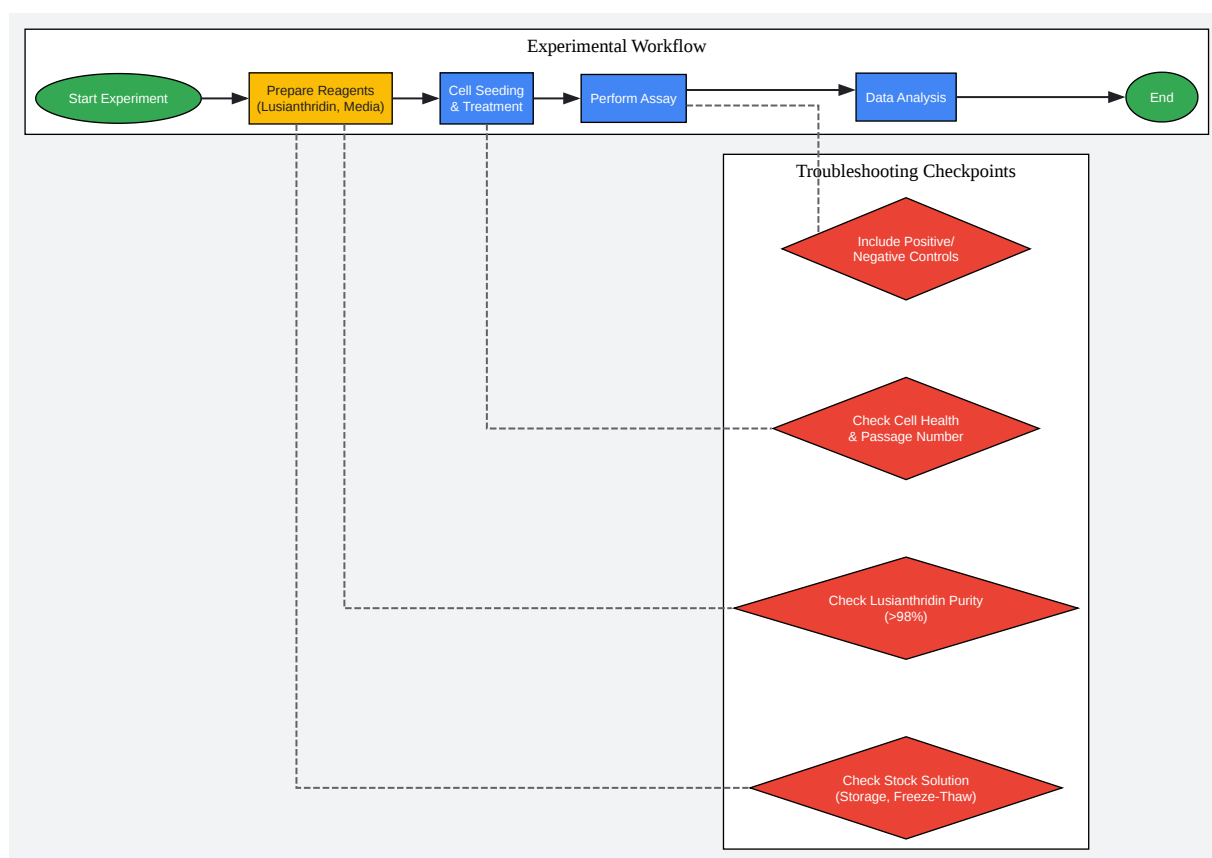 Experimental Workflow
Start Experiment
Prepare Reagents
(Lusianthridin, Media)
Cell Seeding
& Treatment
Perform Assay
Data Analysis
End
Troubleshooting Checkpoints
Include Positive/
Negative Controls
Check Cell Health
& Passage Number
Check Lusianthridin Purity
(>98%)
Check Stock Solution
(Storage, Freeze-Thaw)